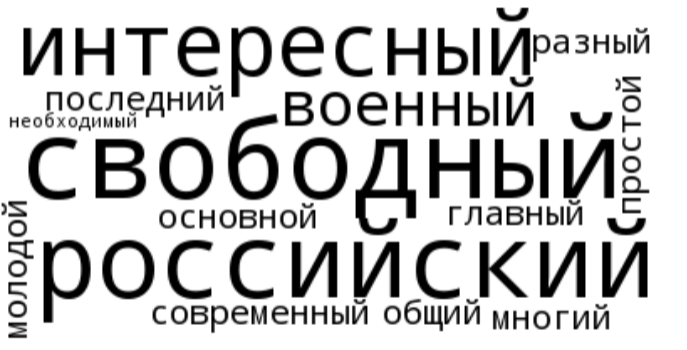 интересный
разный
последний
военный
необходимый
простой
свободный
основной
главный
молодой
российский
современный
общий
многий